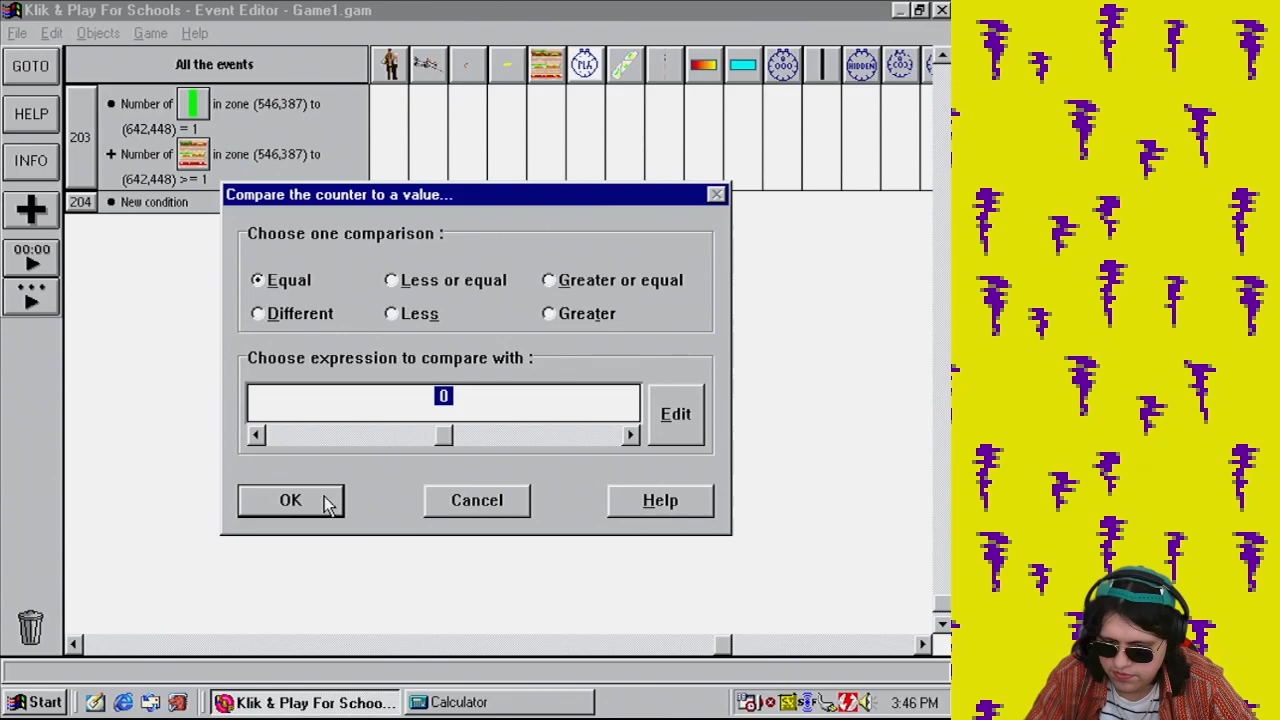 Klik & Play For Schools - Event Editor - Game1.gam
File Edit Objects Game Help
GOTO
All the events
HELP
INFO
00:00
203
Number of in zone (546,387) to
(642,448) = 1
+ Number of in zone (546,387) to
(642,448) >= 1
204 New condition
PLA
000
HIDDEN
Compare the counter to a value...
Choose one comparison :
Equal Less or equal Greater or equal
Different Less Greater
Choose expression to compare with :
0
Edit
OK Cancel Help
Start Klik & Play For Schoo... Calculator 3:46 PM